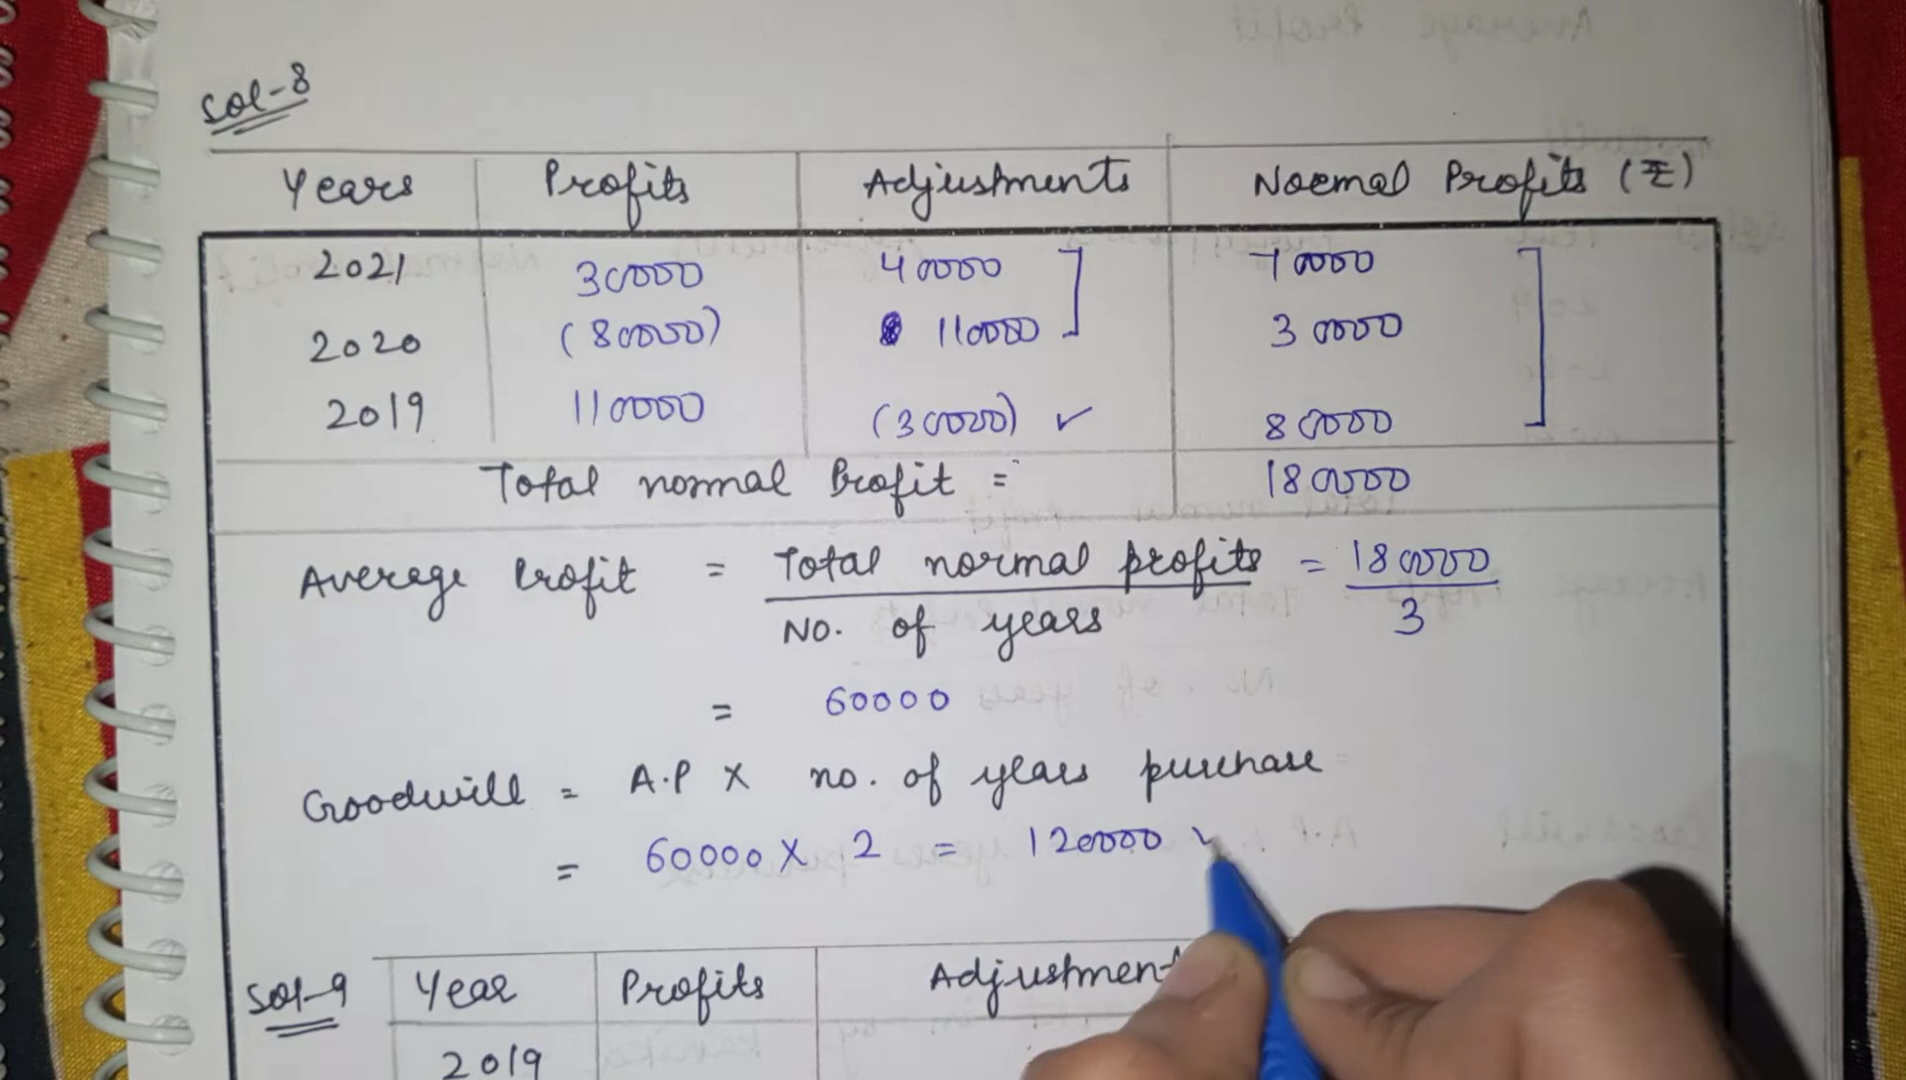 Sol-8
Years Profits Adjustments Normal Profits (₹)
2021 30000 40000 70000
2020 (80000) 110000 30000
2019 110000 (30000) ✓ 80000
Total normal Profit = 180000
Average Profit = Total normal profits = 180000
No. of years 3
= 60000
Goodwill = A.P X no. of years purchase
= 60000 X 2 = 120000
Sol-9 Year Profits Adjustment
2019